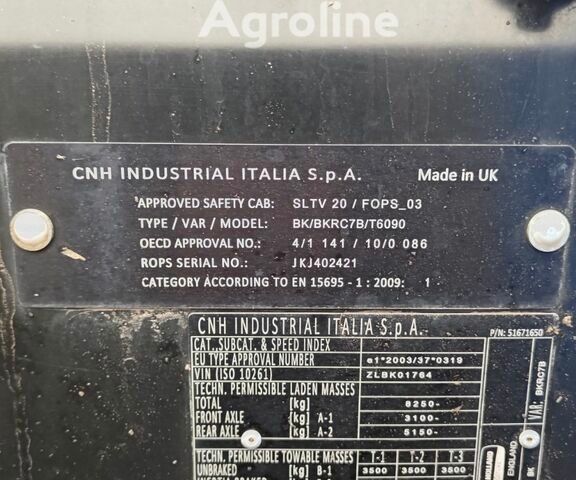 Agroline
CNH INDUSTRIAL ITALIA S.p.A. Made in UK
APPROVED SAFETY CAB: SLTV 20 / FOPS_03
TYPE / VAR / MODEL: BK/BKRC7B/T6090
OECD APPROVAL NO.: 4/1 141 / 10/0 086
ROPS SERIAL NO.: JKJ402421
CATEGORY ACCORDING TO EN 15695 - 1 : 2009: 1
CNH INDUSTRIAL ITALIA S.p.A. P/N: 51671650
CAT.,SUBCAT. & SPEED INDEX
EU TYPE APPROVAL NUMBER e1*2003/37*0319
VIN (ISO 10261) ZLBK01764
TECHN. PERMISSIBLE LADEN MASSES
TOTAL [kg] 8250-
FRONT AXLE [kg] A-1 3100-
REAR AXLE [kg] A-2 5150-
TECHN. PERMISSIBLE TOWABLE MASSES T-1 T-2 T-3
UNBRAKED [kg] B-1 3500 3500 3500
INERTIA BRAKED [kg]
VAR: BKRC7B
ENGLAND
BK